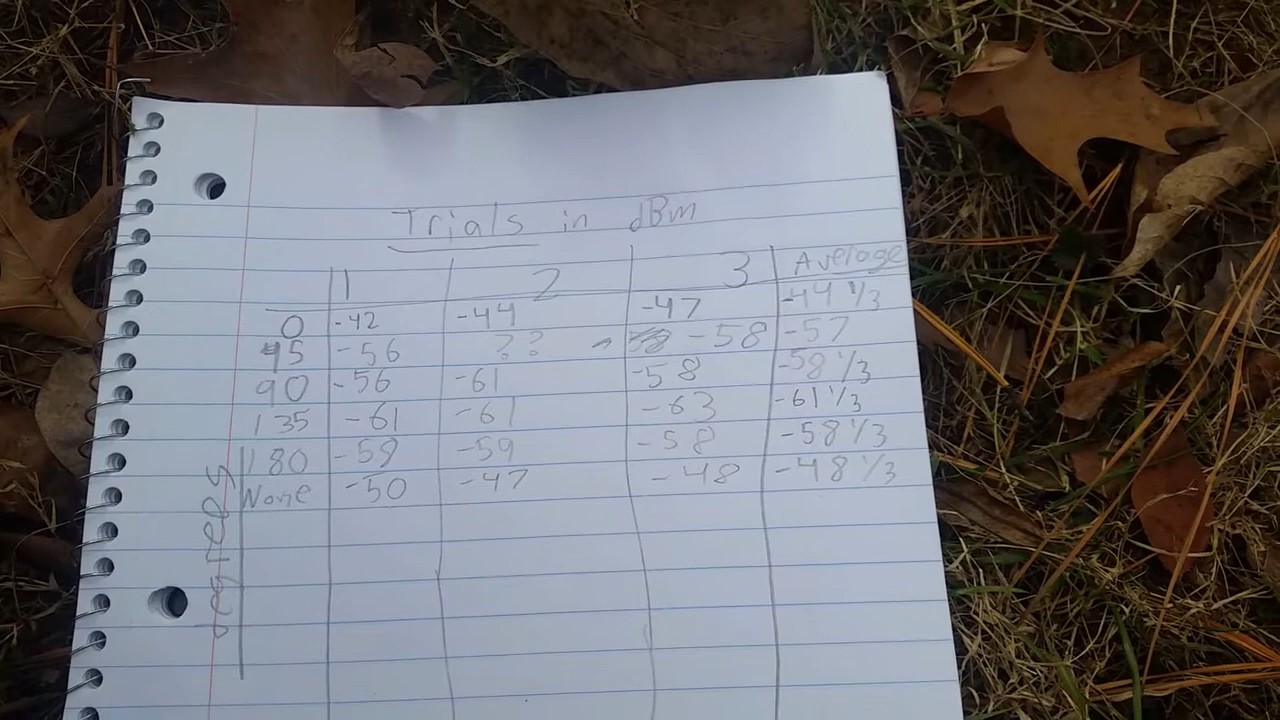 Trials in dBm
1 2 3 Average
0 -42 -44 -47 -44 1/3
45 -56 ?? -58 -57
90 -56 -61 -58 -58 1/3
135 -61 -61 -63 -61 1/3
180 -58 -59 -58 -58 1/3
None -50 -47 -48 -48 1/3
Degrees